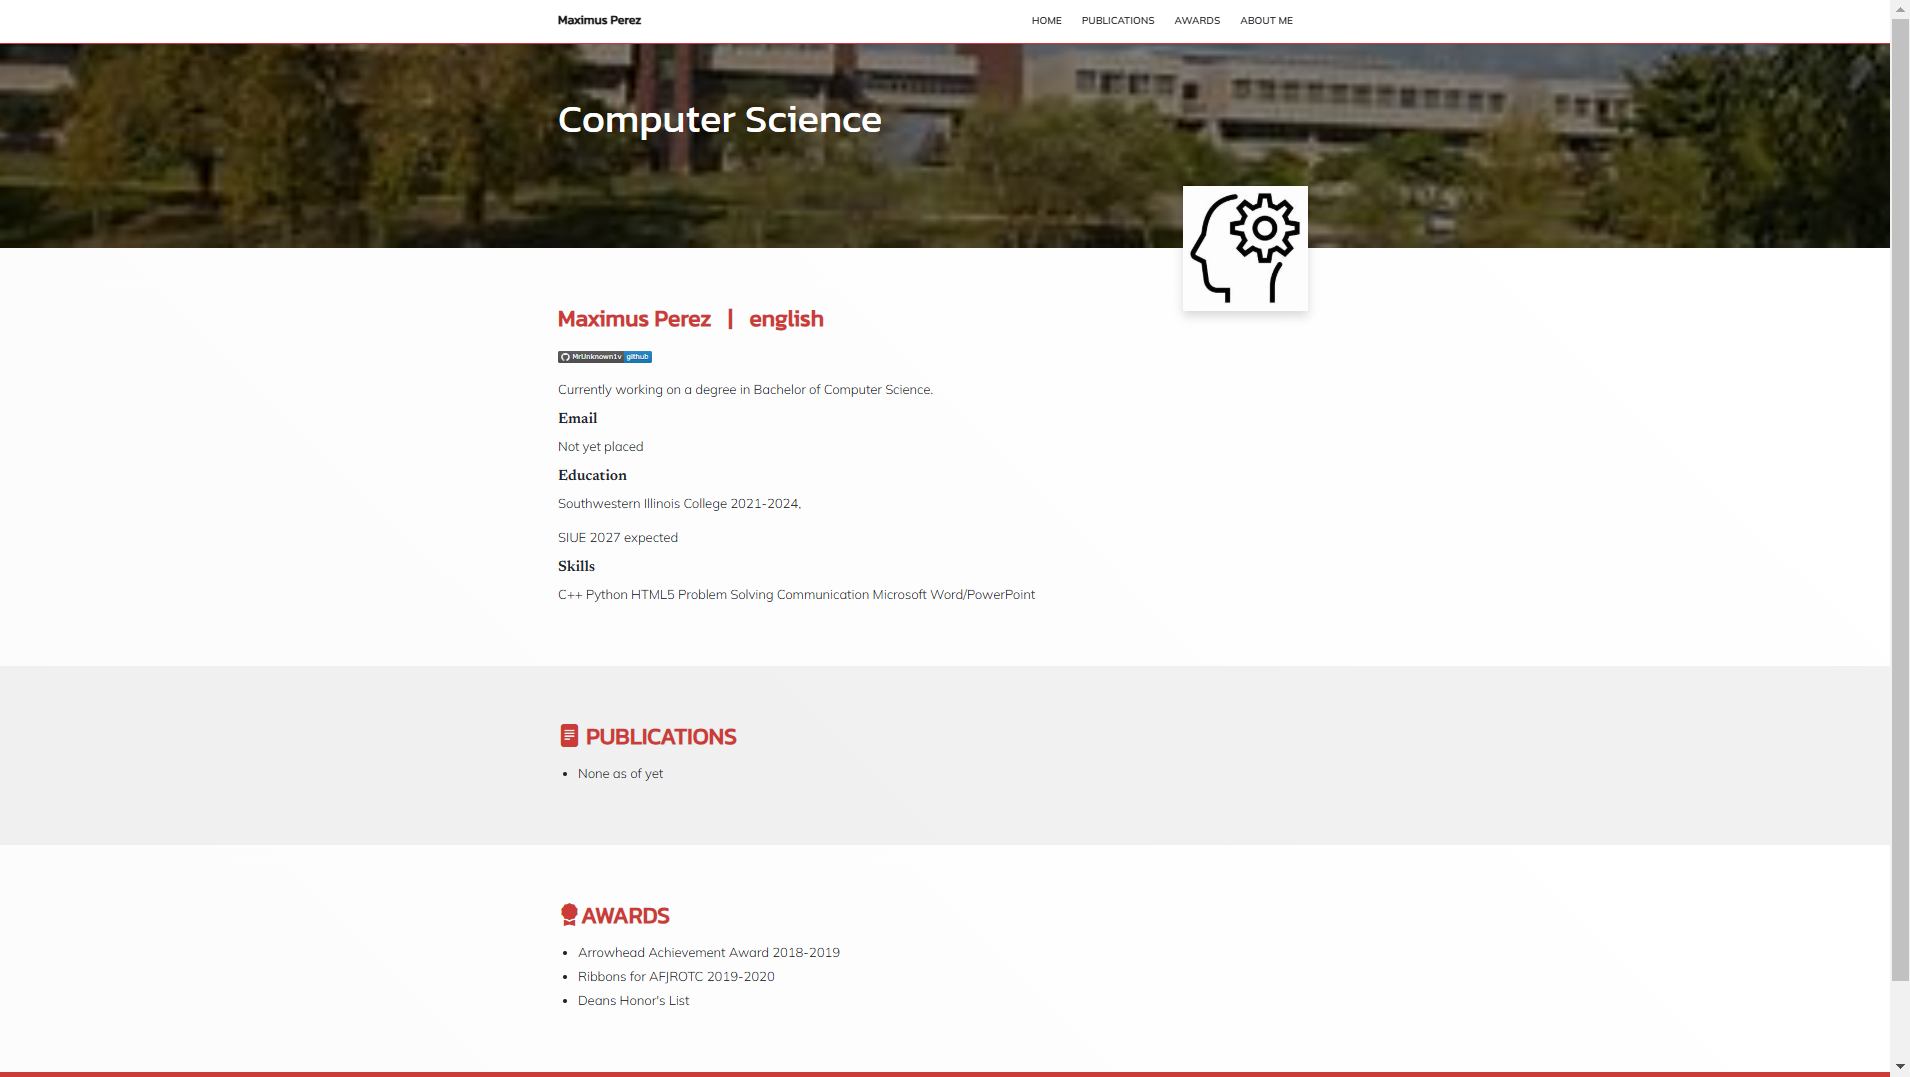 Maximus Perez
HOME PUBLICATIONS AWARDS ABOUT ME
Computer Science
Maximus Perez | english
MrUnknown1v github
Currently working on a degree in Bachelor of Computer Science.
Email
Not yet placed
Education
Southwestern Illinois College 2021-2024,
SIUE 2027 expected
Skills
C++ Python HTML5 Problem Solving Communication Microsoft Word/PowerPoint
PUBLICATIONS
• None as of yet
AWARDS
• Arrowhead Achievement Award 2018-2019
• Ribbons for AFJROTC 2019-2020
• Deans Honor's List